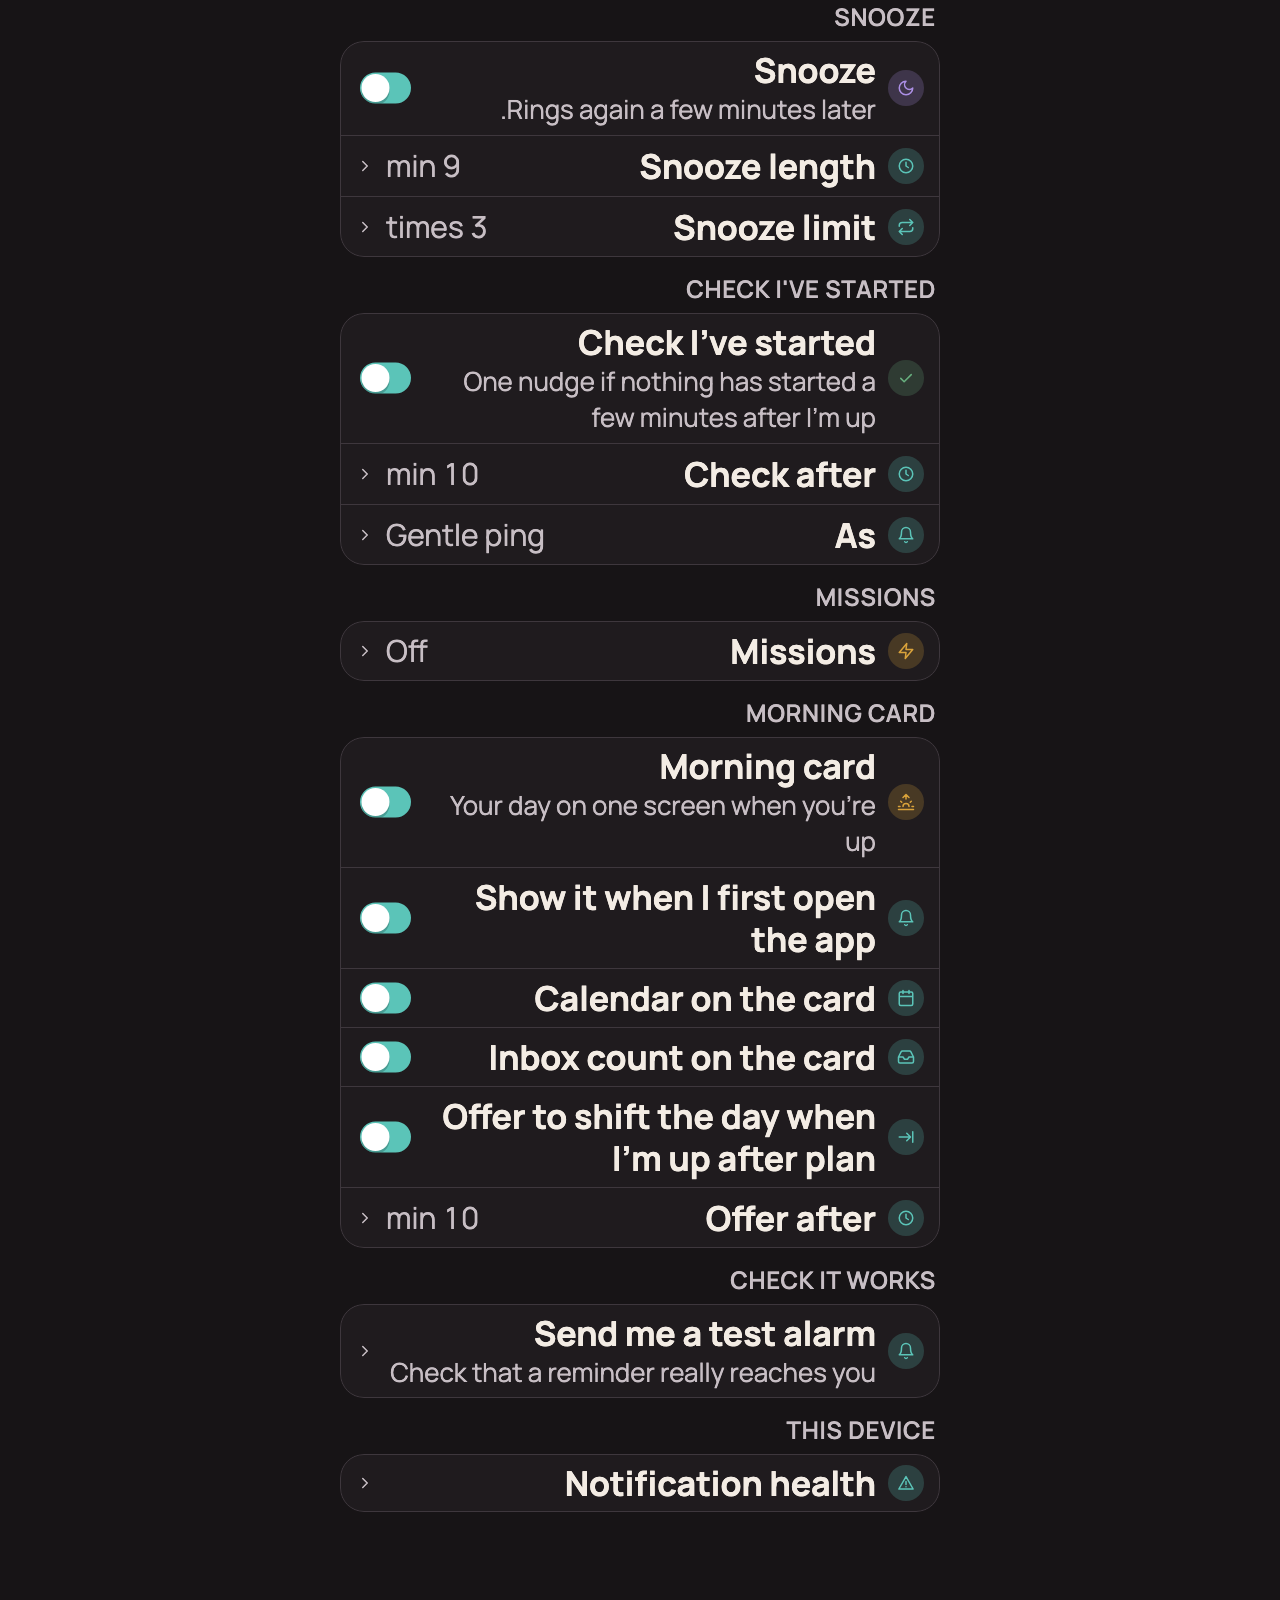 SNOOZE
Snooze
.Rings again a few minutes later
Snooze length
min 9
Snooze limit
times 3
CHECK I'VE STARTED
Check I've started
One nudge if nothing has started a
few minutes after I'm up
Check after
min 10
As
Gentle ping
MISSIONS
Missions
Off
MORNING CARD
Morning card
Your day on one screen when you're
up
Show it when I first open
the app
Calendar on the card
Inbox count on the card
Offer to shift the day when
I'm up after plan
Offer after
min 10
CHECK IT WORKS
Send me a test alarm
Check that a reminder really reaches you
THIS DEVICE
Notification health